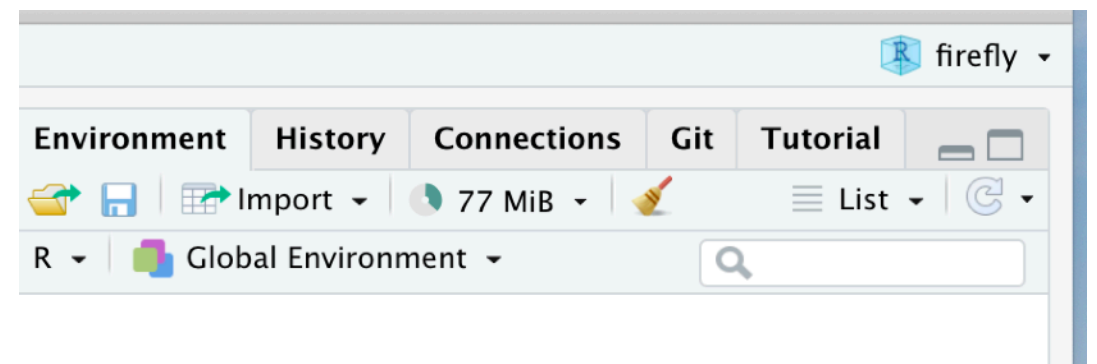 R firefly
Environment History Connections Git Tutorial
Import 77 MiB List
R Global Environment